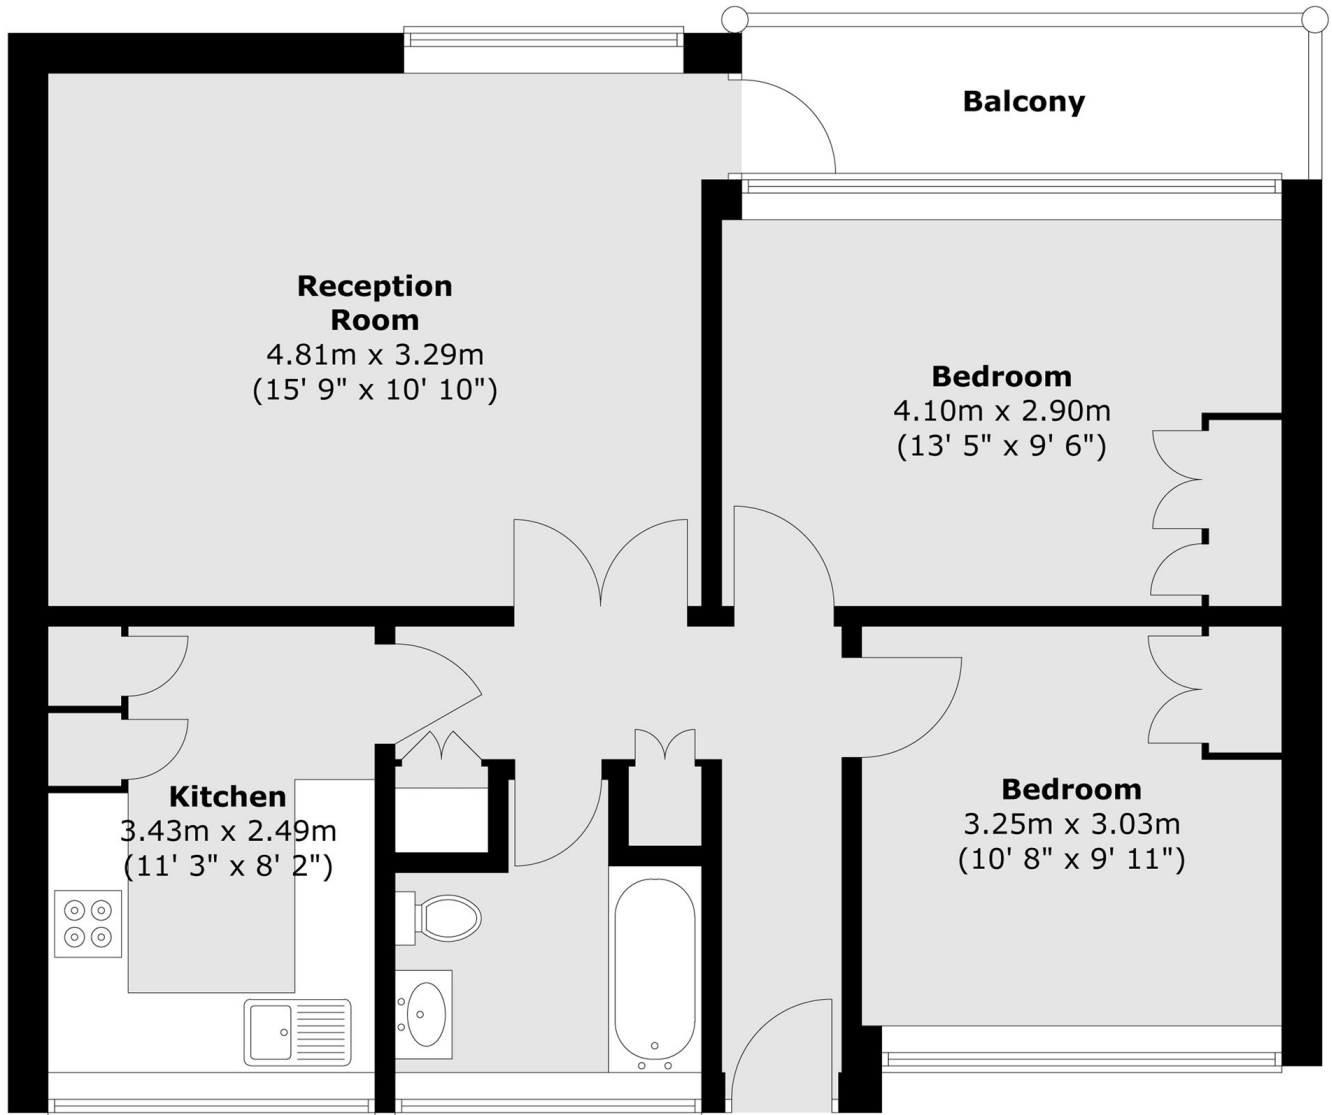 Balcony
Reception
Room
4.81m x 3.29m
(15' 9" x 10' 10")
Bedroom
4.10m x 2.90m
(13' 5" x 9' 6")
Kitchen
3.43m x 2.49m
(11' 3" x 8' 2")
Bedroom
3.25m x 3.03m
(10' 8" x 9' 11")